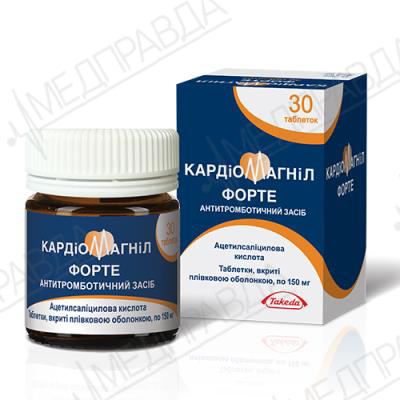 МЕДПРАВДА
30
таблеток
КАРДіОМАГНіЛ
ФОРТЕ
АНТИТРОМБОТИЧНИЙ ЗАСІБ
Ацетилсаліцилова
кислота
Таблетки, вкриті
плівковою оболонкою, по 150 мг
Takeda
30
таблеток
КАРДіОМАГНіЛ
ФОРТЕ
АНТИТРОМБОТИЧНИЙ ЗАСІБ
Ацетилсаліцилова кислота
Таблетки, вкриті плівковою оболонкою, по 150 мг